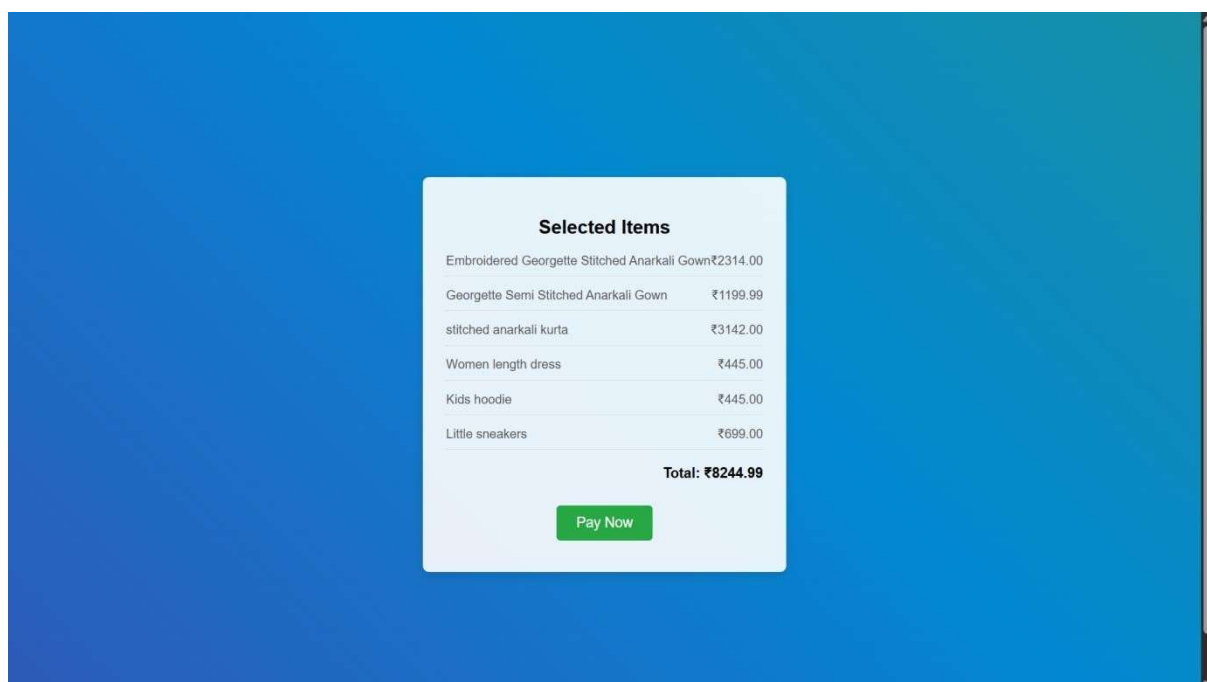 Selected Items
Embroidered Georgette Stitched Anarkali Gown₹2314.00
Georgette Semi Stitched Anarkali Gown ₹1199.99
stitched anarkali kurta ₹3142.00
Women length dress ₹445.00
Kids hoodie ₹445.00
Little sneakers ₹699.00
Total: ₹8244.99
Pay Now